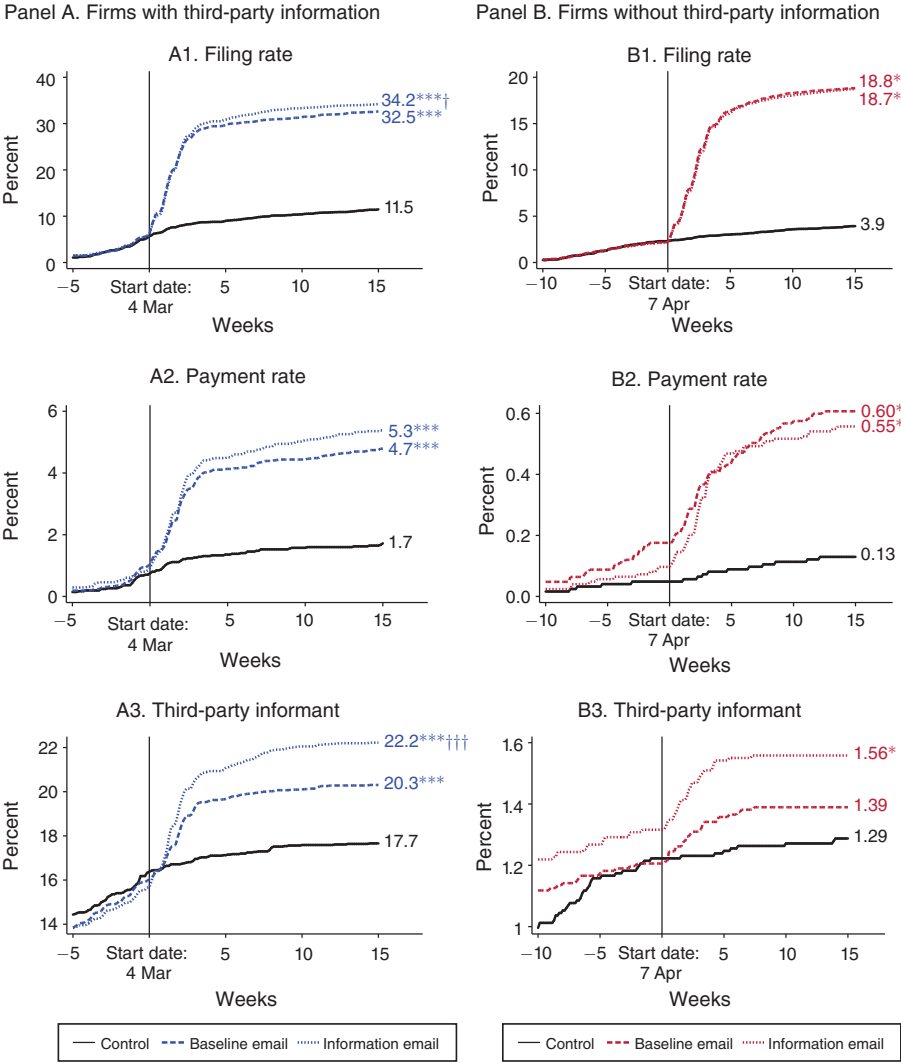 Panel A. Firms with third-party information
Panel B. Firms without third-party information
A1. Filing rate
Percent
40
30
20
10
0
34.2***†
32.5***
11.5
−5
Start date:
4 Mar
5
10
15
Weeks
B1. Filing rate
Percent
20
15
10
5
0
18.8*
18.7*
3.9
−10
−5
Start date:
7 Apr
5
10
15
Weeks
A2. Payment rate
Percent
6
4
2
0
5.3***
4.7***
1.7
−5
Start date:
4 Mar
5
10
15
Weeks
B2. Payment rate
Percent
0.6
0.4
0.2
0.0
0.60*
0.55*
0.13
−10
−5
Start date:
7 Apr
5
10
15
Weeks
A3. Third-party informant
Percent
22
20
18
16
14
22.2***†††
20.3***
17.7
−5
Start date:
4 Mar
5
10
15
Weeks
B3. Third-party informant
Percent
1.6
1.4
1.2
1
1.56*
1.39
1.29
−10
−5
Start date:
7 Apr
5
10
15
Weeks
Control Baseline email Information email
Control Baseline email Information email